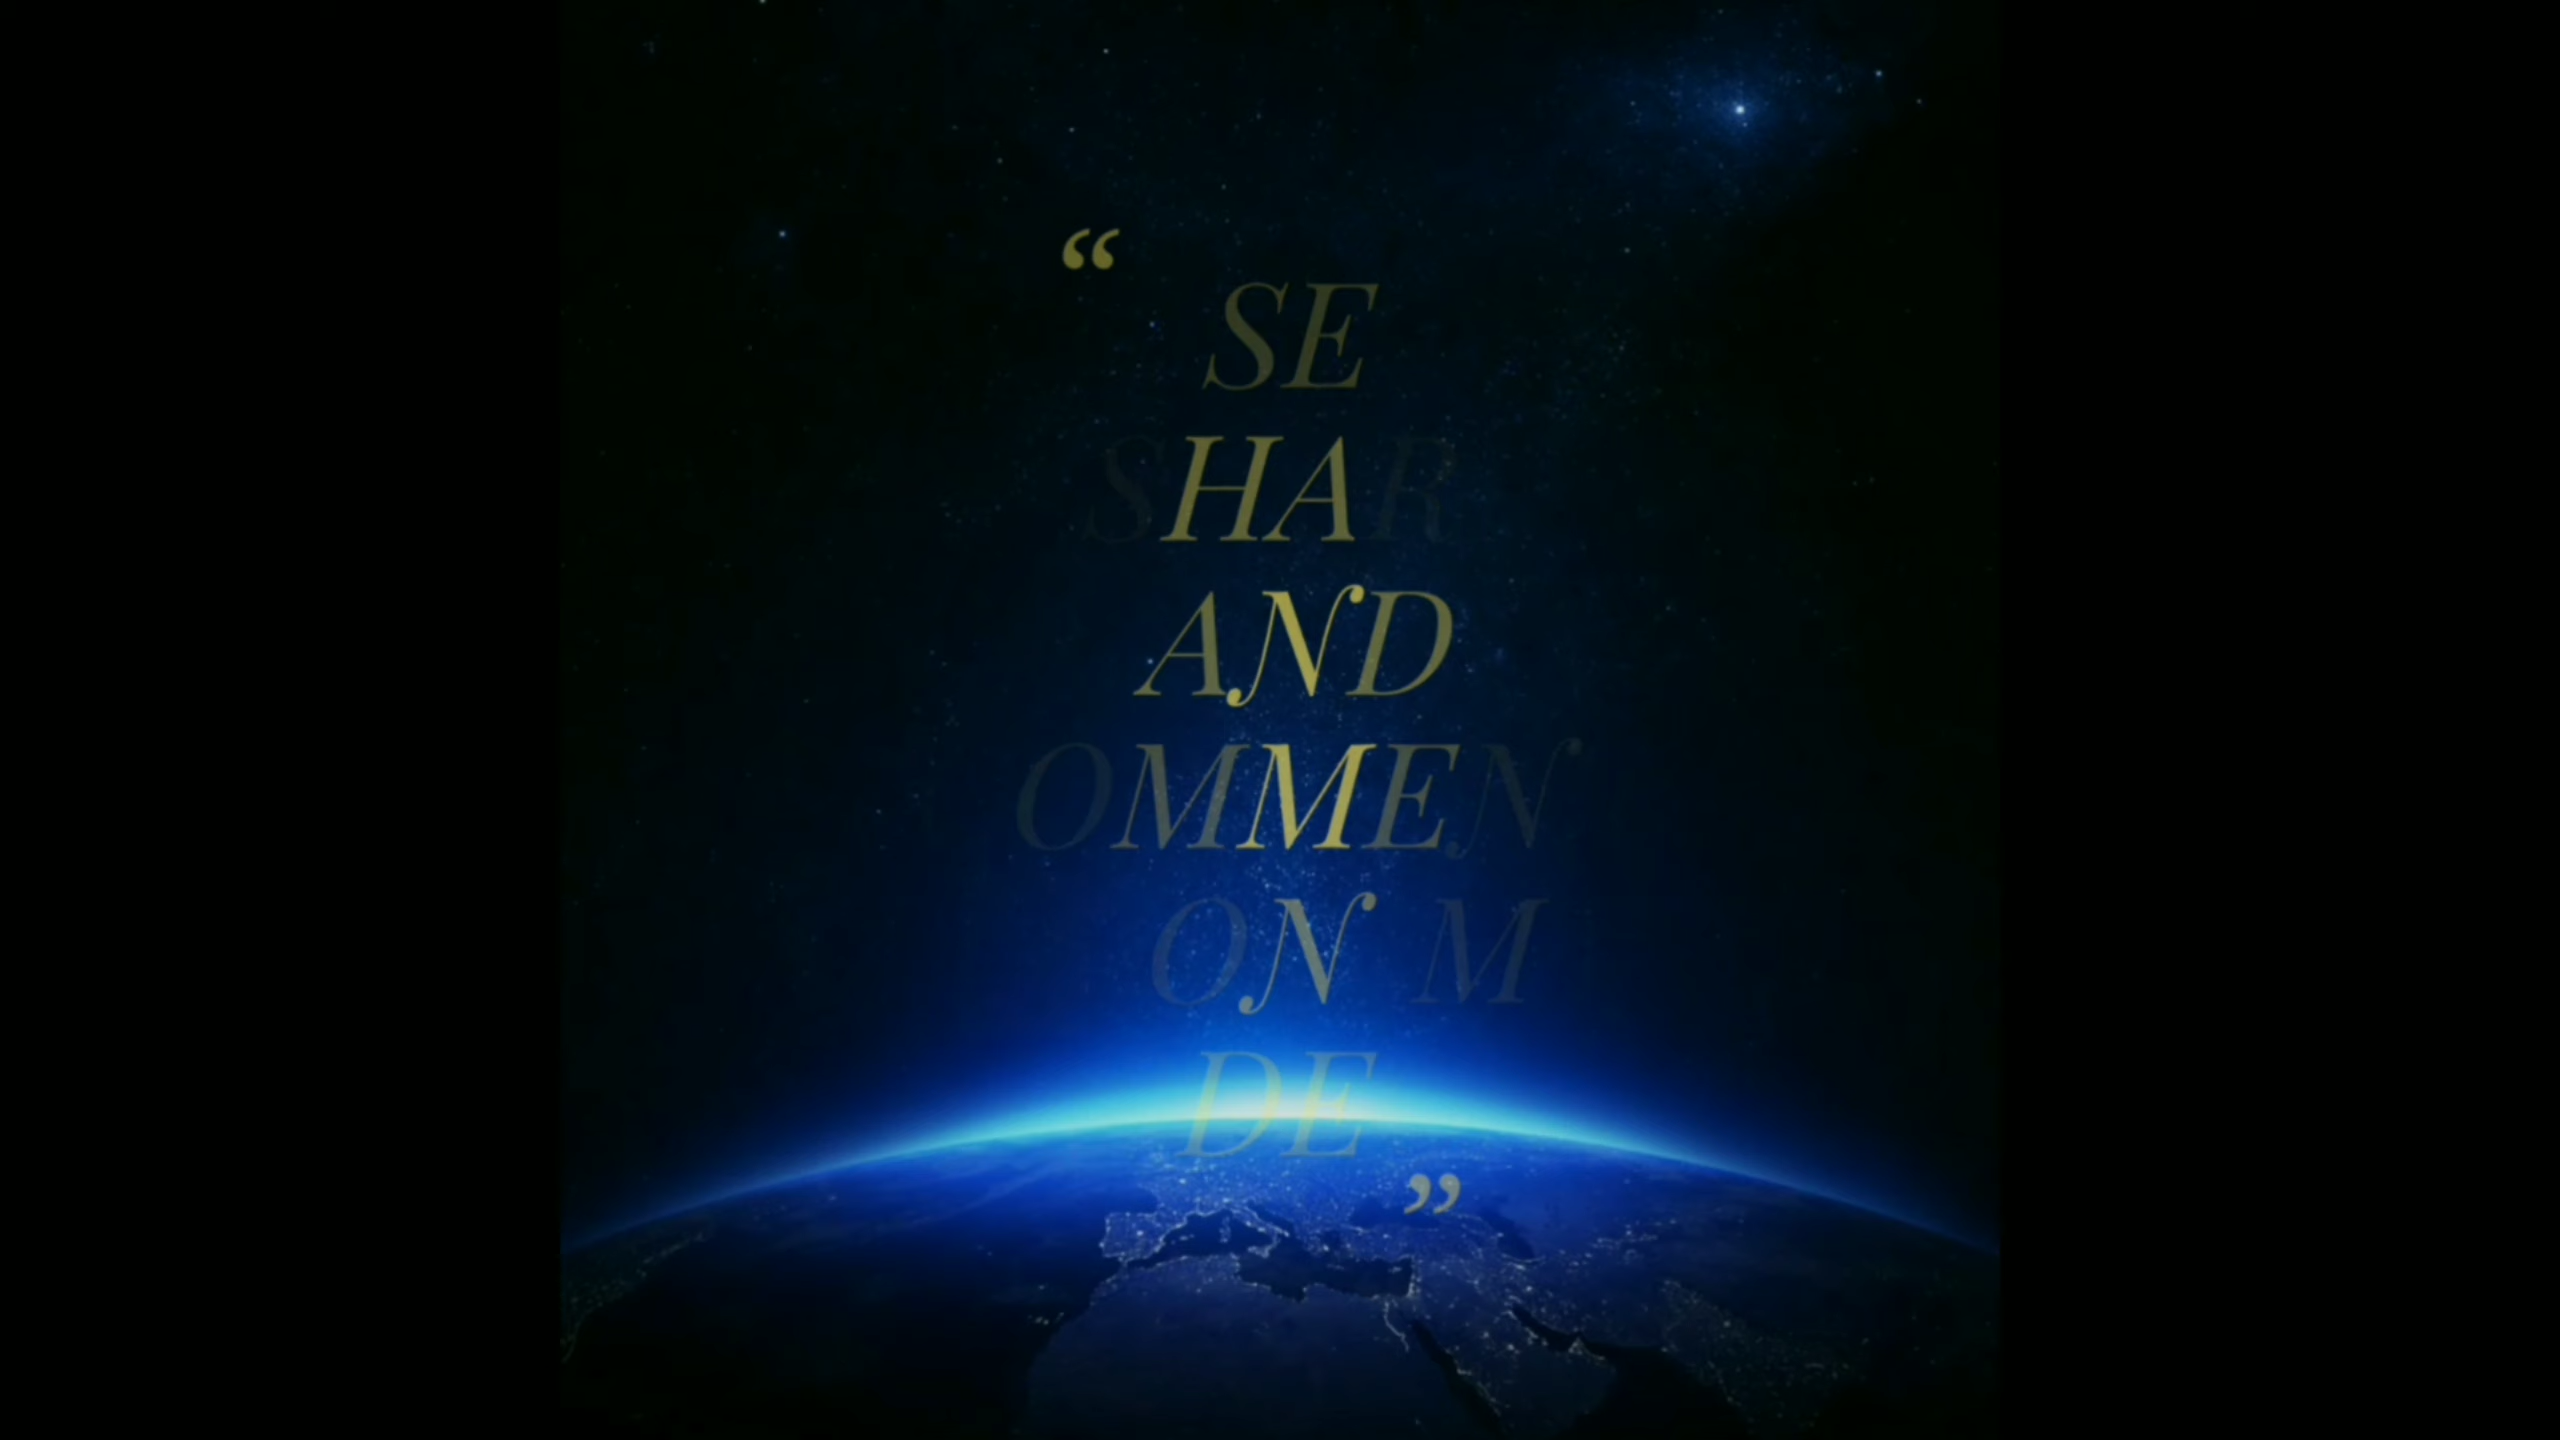 “
SE
SHAR
AND
OMMEN
ON M
DE
”